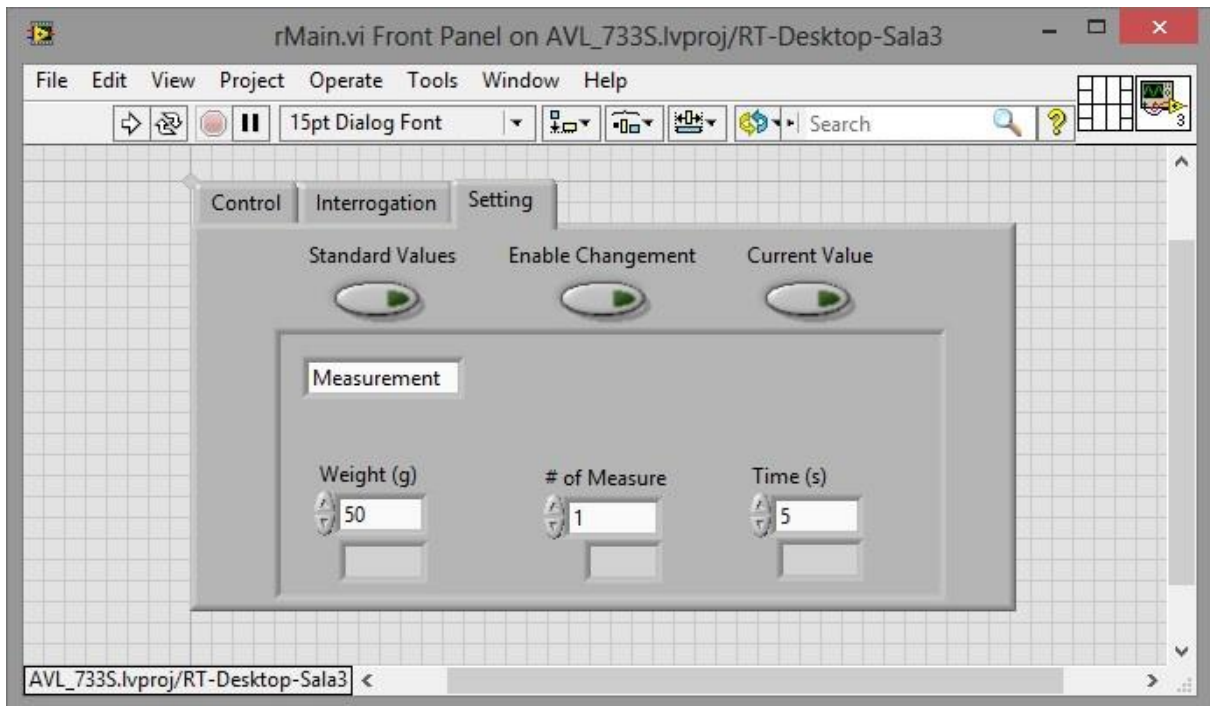 rMain.vi Front Panel on AVL_733S.lvproj/RT-Desktop-Sala3
File Edit View Project Operate Tools Window Help
15pt Dialog Font Search
3
Control Interrogation Setting
Standard Values Enable Changement Current Value
Measurement
Weight (g) # of Measure Time (s)
50 1 5
AVL_733S.lvproj/RT-Desktop-Sala3